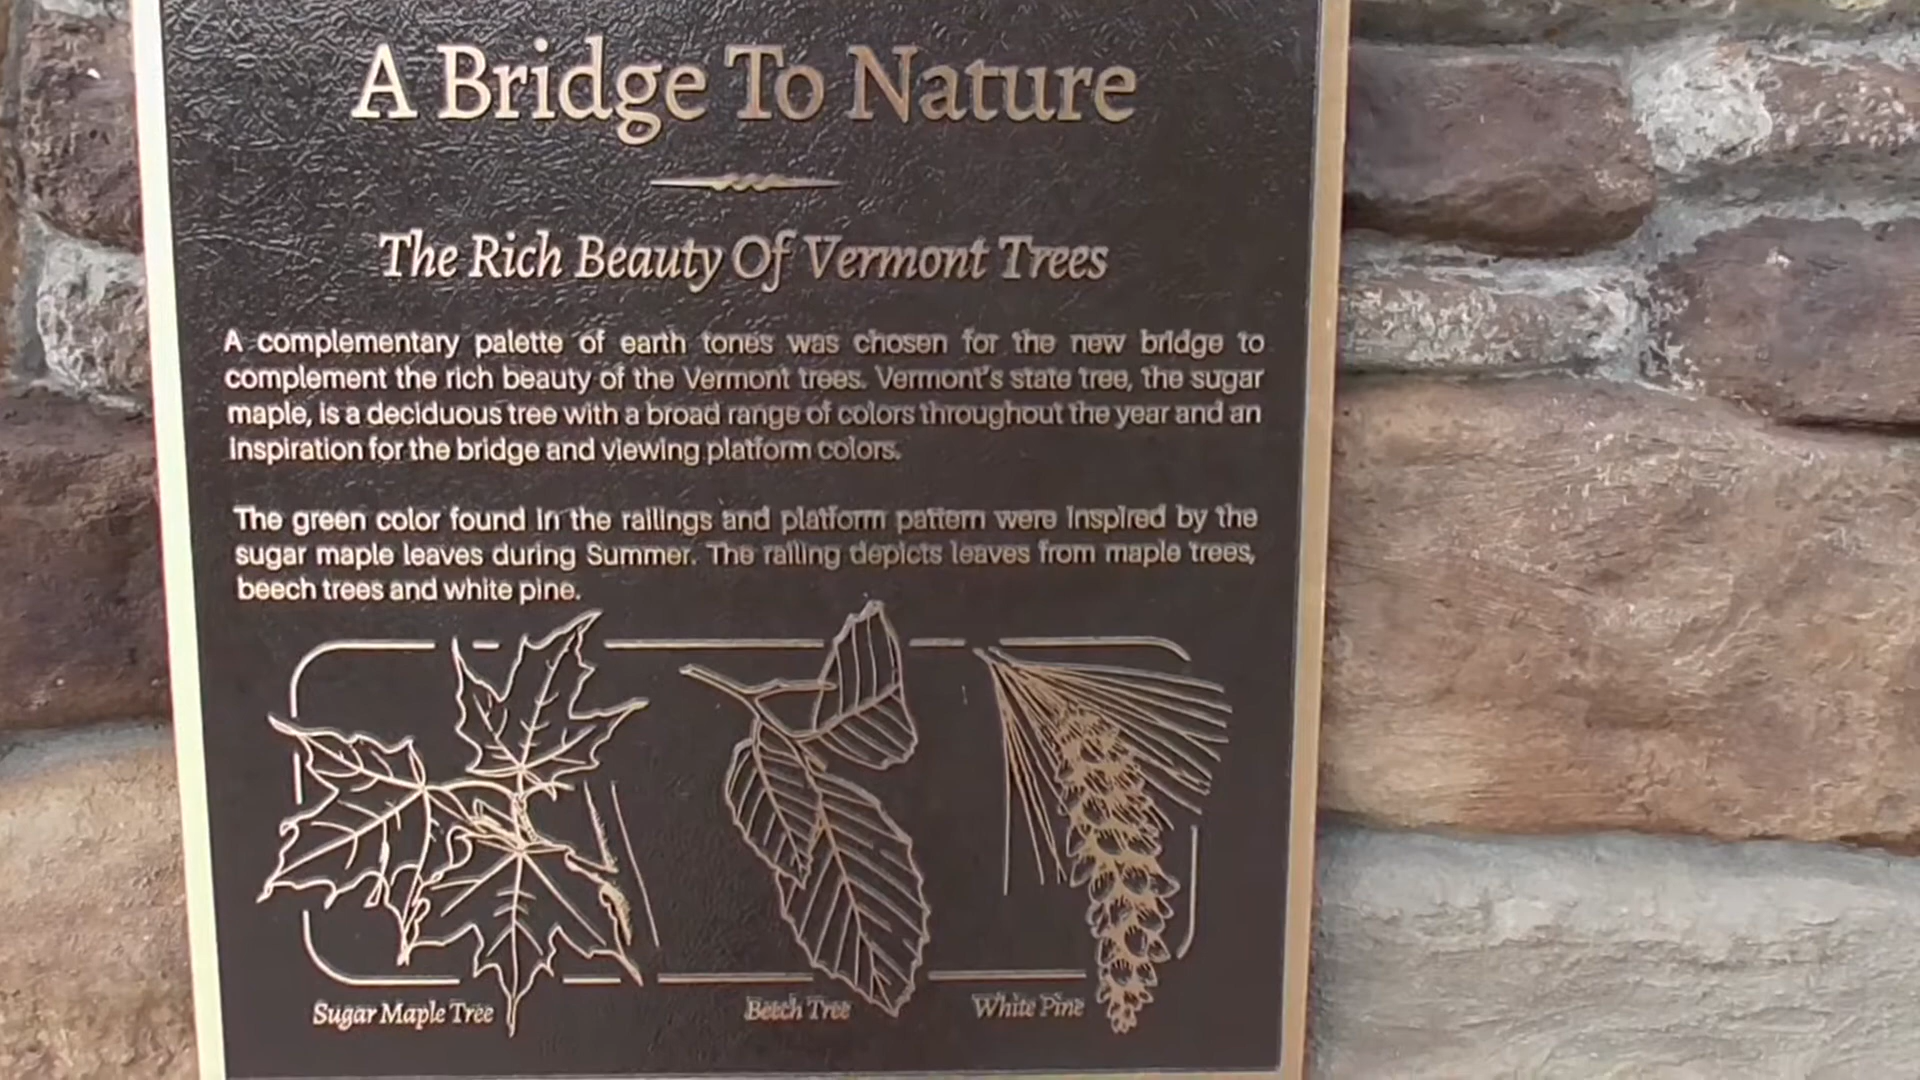 A Bridge To Nature
The Rich Beauty Of Vermont Trees
A complementary palette of earth tones was chosen for the new bridge to
complement the rich beauty of the Vermont trees. Vermont's state tree, the sugar
maple, is a deciduous tree with a broad range of colors throughout the year and an
inspiration for the bridge and viewing platform colors.
The green color found in the railings and platform pattern were inspired by the
sugar maple leaves during Summer. The railing depicts leaves from maple trees,
beech trees and white pine.
Sugar Maple Tree
Beech Tree
White Pine